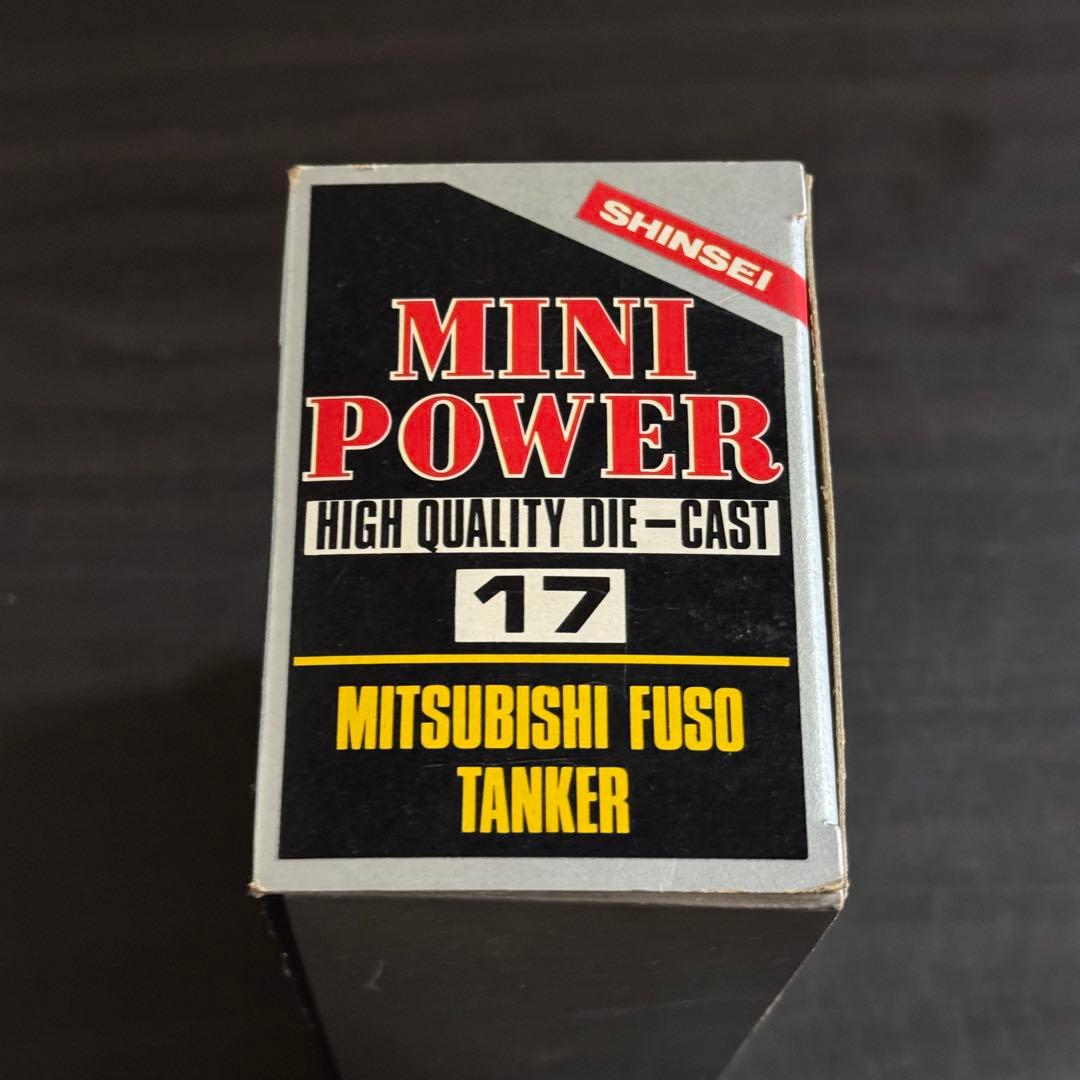 SHINSEI
MINI
POWER
HIGH QUALITY DIE-CAST
17
MITSUBISHI FUSO
TANKER